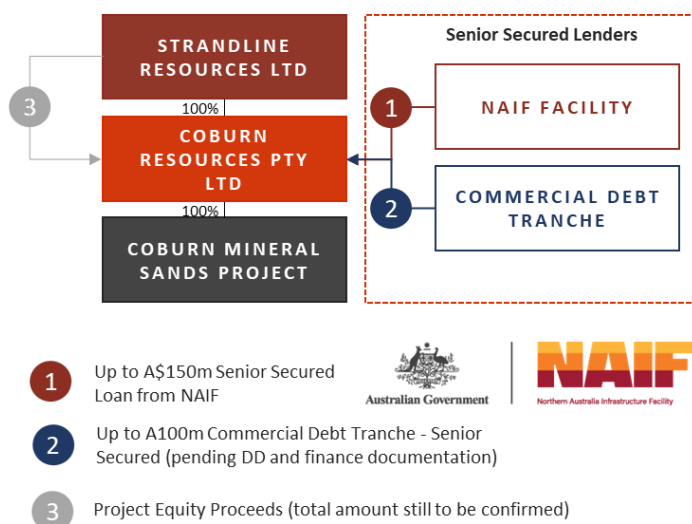 STRANDLINE
RESOURCES LTD
Senior Secured Lenders
3
100%
1
NAIF FACILITY
COBURN
RESOURCES PTY
LTD
2
COMMERCIAL DEBT
TRANCHE
100%
COBURN MINERAL
SANDS PROJECT
1
Up to A$150m Senior Secured
Loan from NAIF
Australian Government
NAIF
Northern Australia Infrastructure Facility
2
Up to A100m Commercial Debt Tranche - Senior
Secured (pending DD and finance documentation)
3
Project Equity Proceeds (total amount still to be confirmed)